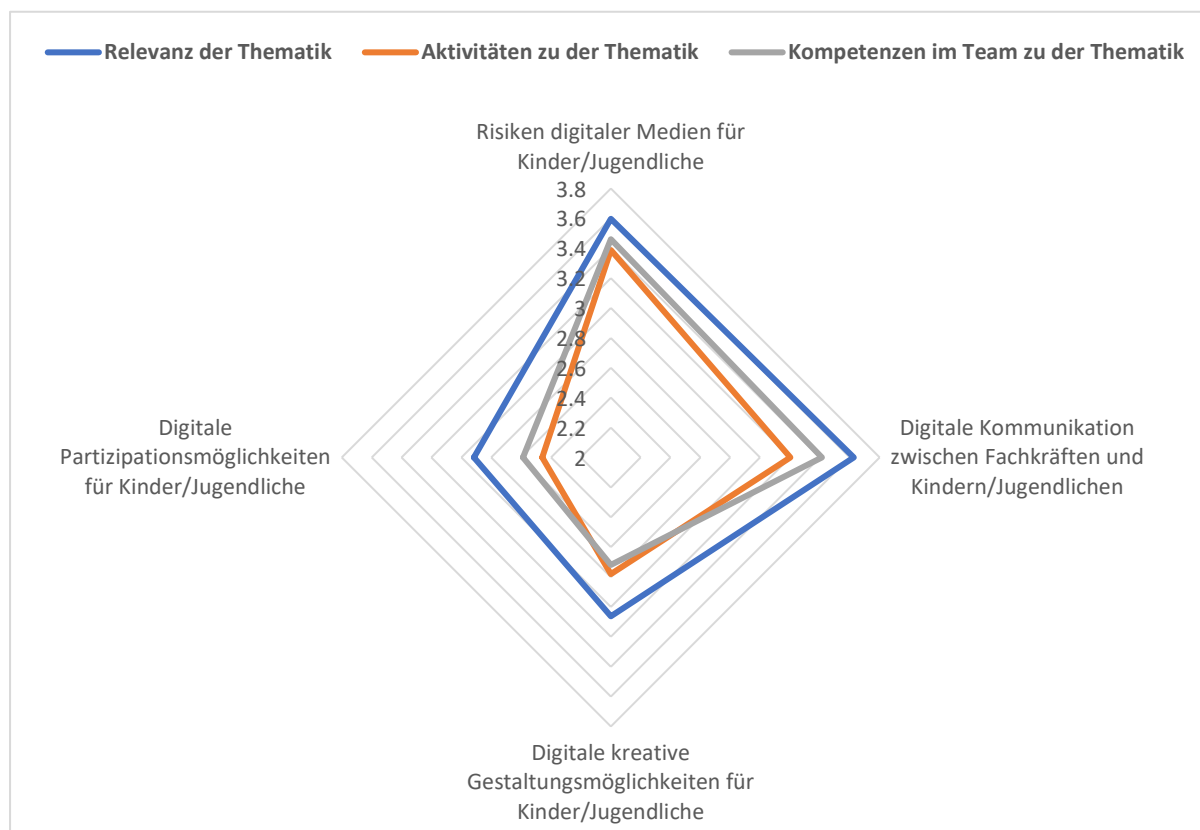 Relevanz der Thematik Aktivitäten zu der Thematik Kompetenzen im Team zu der Thematik
Risiken digitaler Medien für
Kinder/Jugendliche
3.8
3.6
3.4
3.2
3
2.8
2.6
2.4
2.2
2
Digitale
Partizipationsmöglichkeiten
für Kinder/Jugendliche
Digitale Kommunikation
zwischen Fachkräften und
Kindern/Jugendlichen
Digitale kreative
Gestaltungsmöglichkeiten für
Kinder/Jugendliche